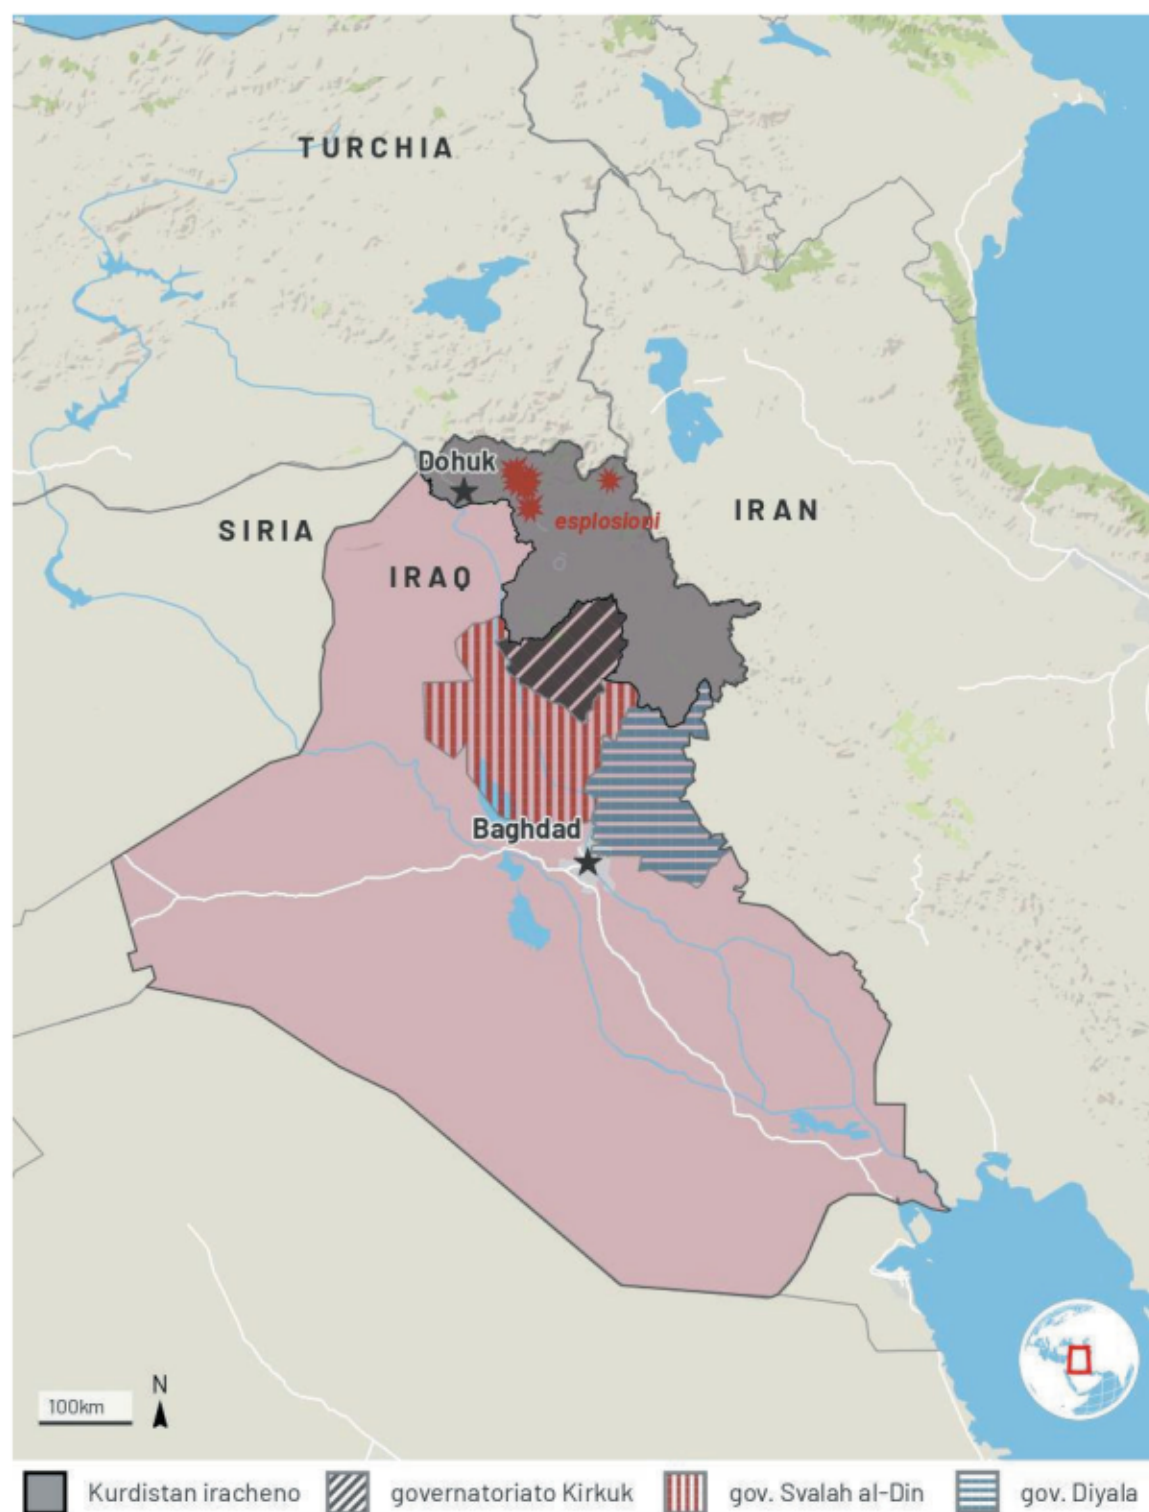 TURCHIA
Dohuk
esplosioni
IRAN
SIRIA
IRAQ
Baghdad
N
100km
Kurdistan iracheno
governatoriato Kirkuk
gov. Svalah al-Din
gov. Diyala